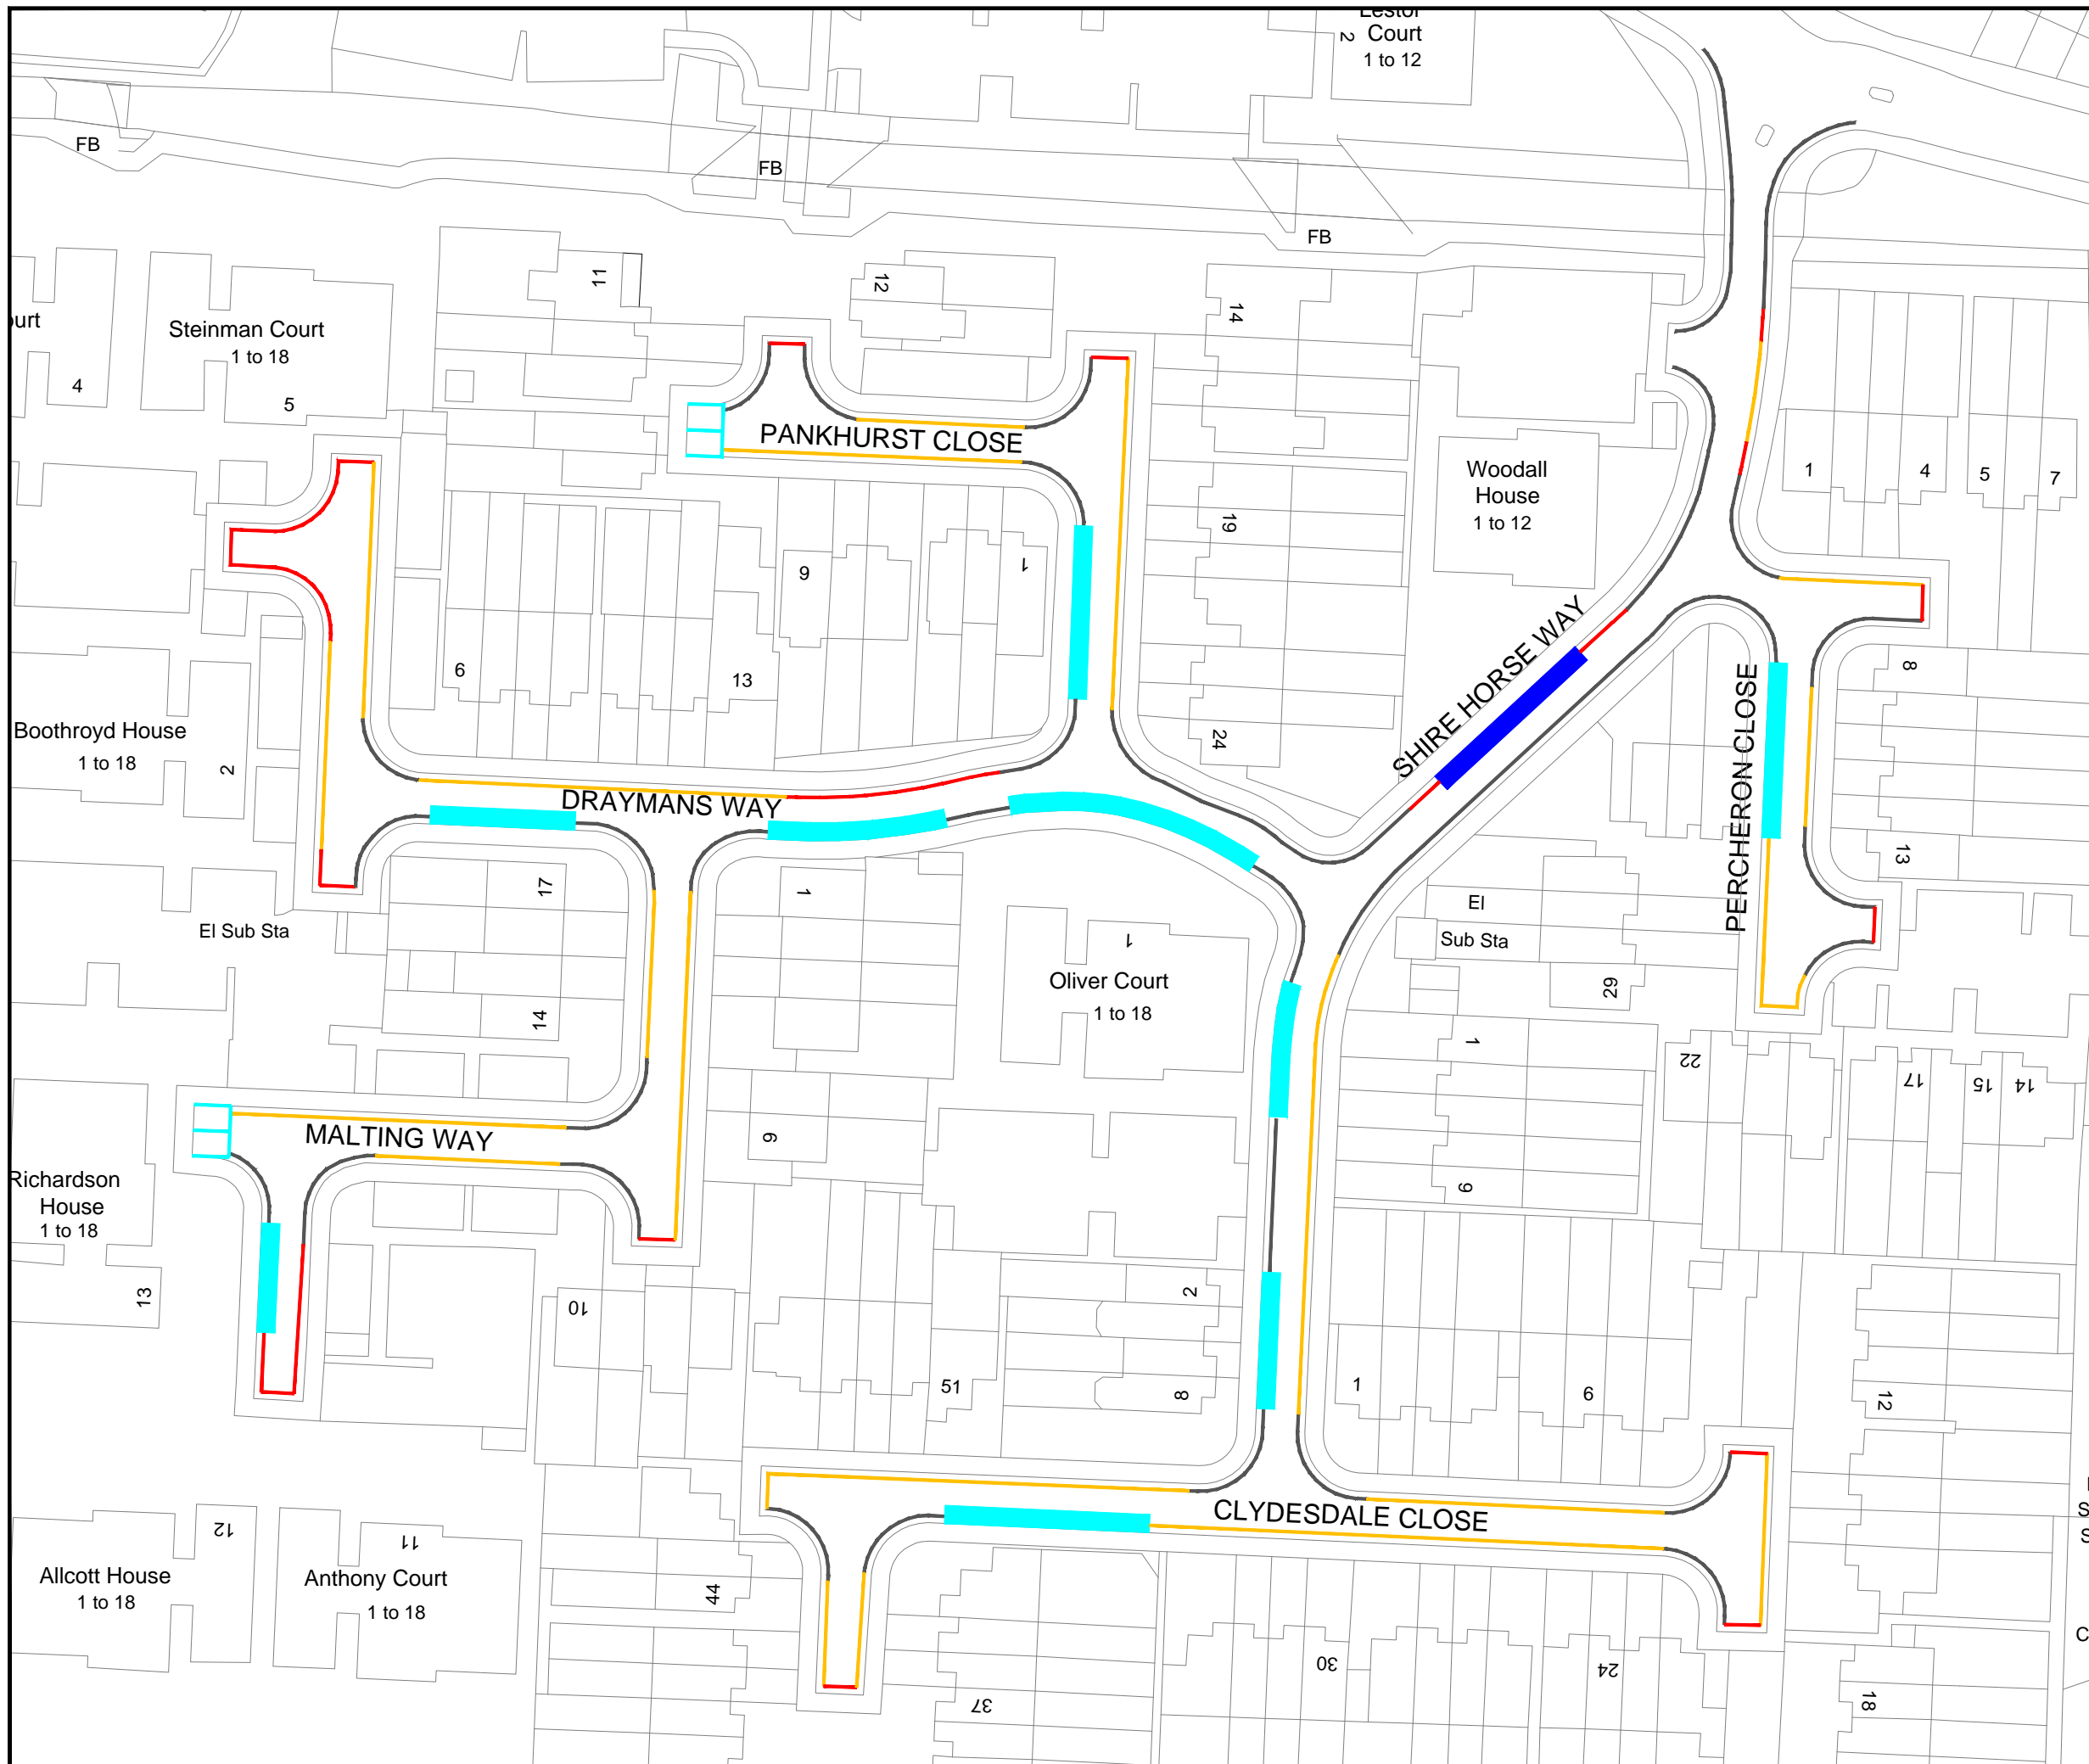 Court
2
1 to 12
FB
FB
FB
11
12
14
Steinman Court
1 to 18
4
5
PANKHURST CLOSE
Woodall
House
1 to 12
1
4
5
7
19
9
1
6
13
8
SHIRE HORSE WAY
PERCHERON CLOSE
Boothroyd House
1 to 18
2
24
DRAYMANS WAY
17
1
13
El Sub Sta
El
Sub Sta
1
Oliver Court
1 to 18
29
14
1
22
17
15
14
MALTING WAY
6
Richardson
House
1 to 18
9
13
10
2
51
8
1
6
12
CLYDESDALE CLOSE
12
11
Allcott House
1 to 18
Anthony Court
1 to 18
44
30
24
37
18